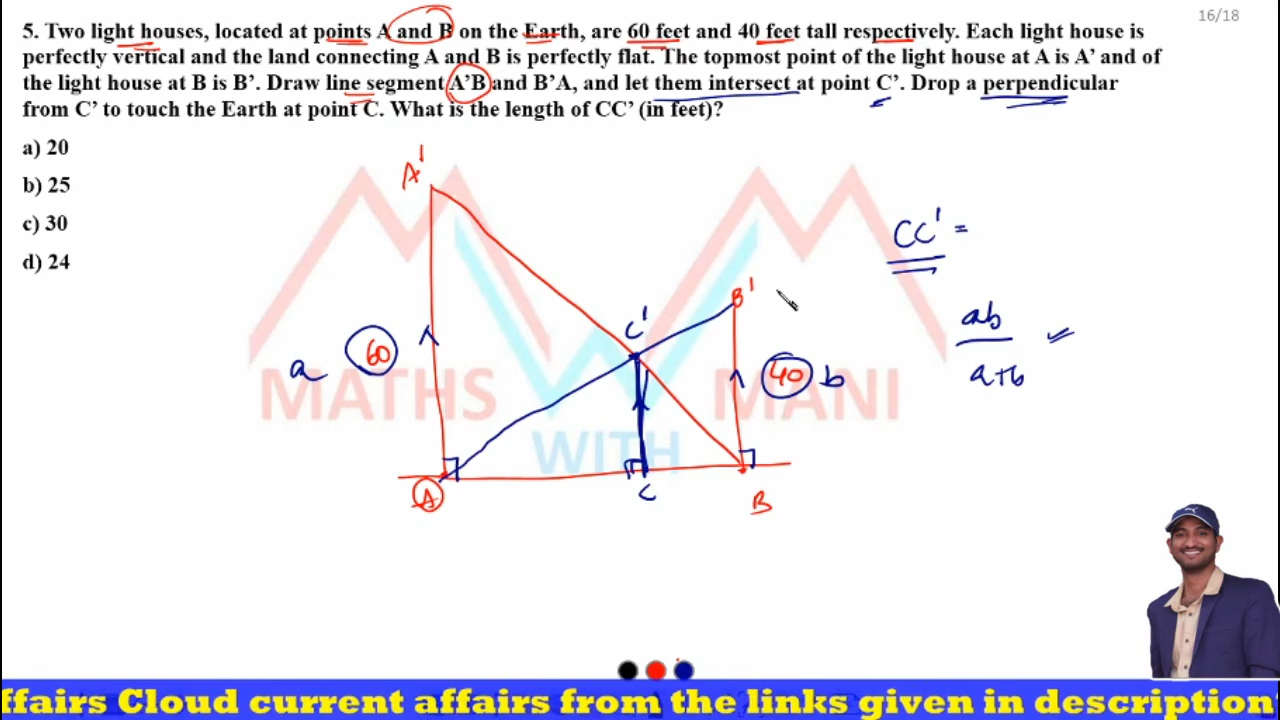 16/18
5. Two light houses, located at points A and B on the Earth, are 60 feet and 40 feet tall respectively. Each light house is
perfectly vertical and the land connecting A and B is perfectly flat. The topmost point of the light house at A is A’ and of
the light house at B is B’. Draw line segment A’B and B’A, and let them intersect at point C’. Drop a perpendicular
from C’ to touch the Earth at point C. What is the length of CC’ (in feet)?
a) 20
b) 25
c) 30
d) 24
A'
CC' =
B'
C'
ab
a 60
40 b
a+b
MATHS
WITH
MANI
A
C
B
ffairs Cloud current affairs from the links given in description